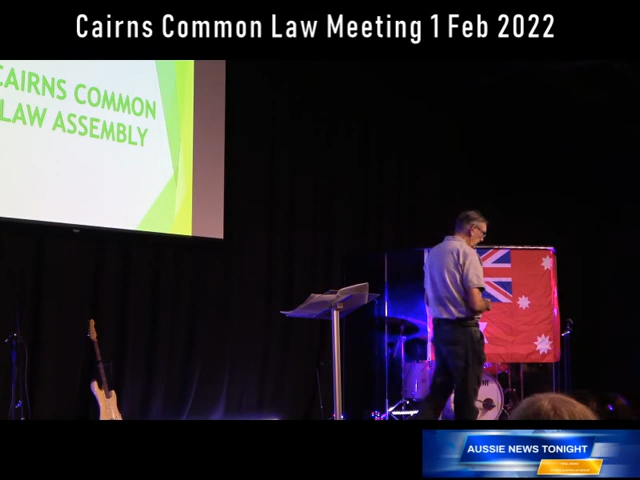 Cairns Common Law Meeting 1 Feb 2022
CAIRNS COMMON
LAW ASSEMBLY
AUSSIE NEWS TONIGHT